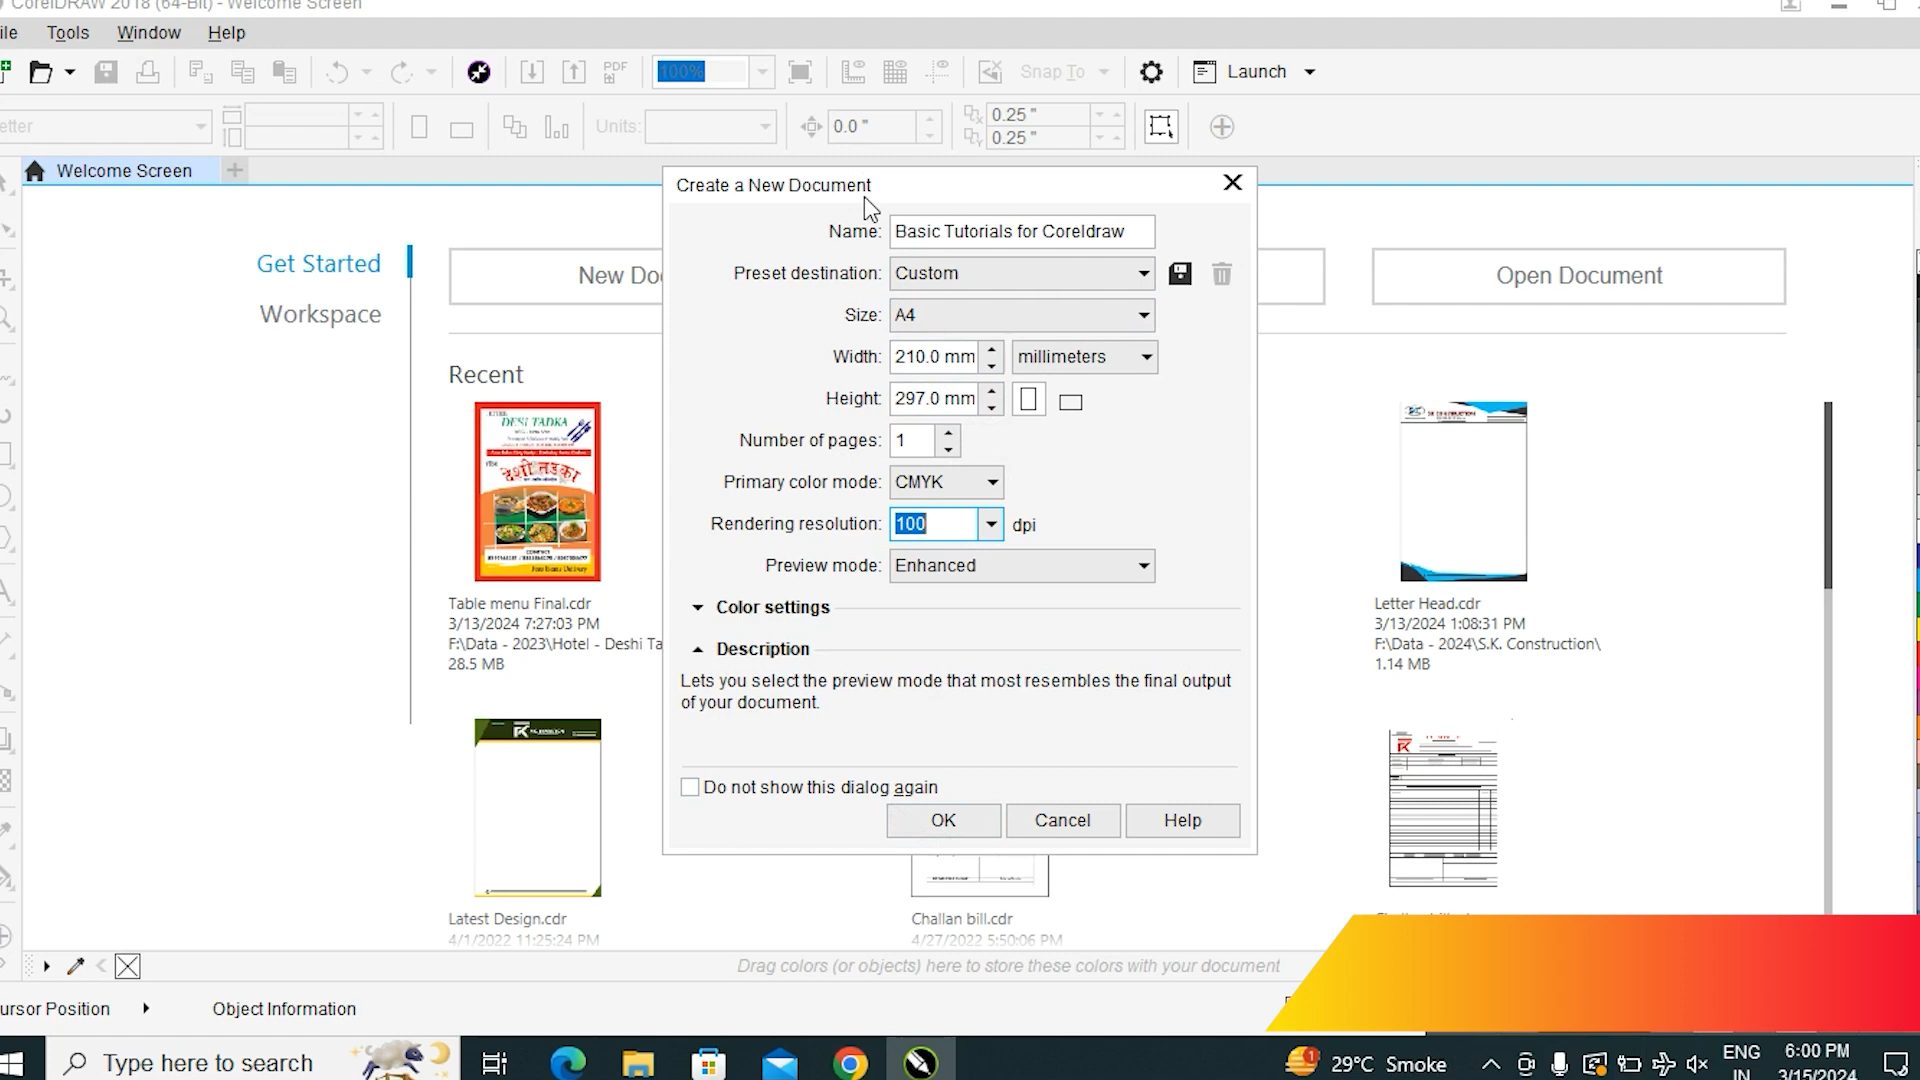 CorelDRAW 2018 (64-Bit) - Welcome Screen
ile Tools Window Help
PDF 100% Snap To Launch
etter Units: 0.0 " 0.25 "
0.25 "
Welcome Screen
Create a New Document
Name: Basic Tutorials for Coreldraw
Get Started
Workspace
New Doc
Open Document
Preset destination: Custom
Size: A4
Width: 210.0 mm millimeters
Height: 297.0 mm
Number of pages: 1
Primary color mode: CMYK
Rendering resolution: 100 dpi
Preview mode: Enhanced
Color settings
Description
Lets you select the preview mode that most resembles the final output
of your document.
Do not show this dialog again
OK Cancel Help
Recent
DESI TADKA
देशी तड़का
Table menu Final.cdr
3/13/2024 7:27:03 PM
F:\Data - 2023\Hotel - Deshi Ta
28.5 MB
Letter Head.cdr
3/13/2024 1:08:31 PM
F:\Data - 2024\S.K. Construction\
1.14 MB
Latest Design.cdr
4/1/2022 11:25:24 PM
Challan bill.cdr
4/27/2022 5:50:06 PM
Drag colors (or objects) here to store these colors with your document
ursor Position Object Information
Type here to search
29°C Smoke
ENG
IN
6:00 PM
3/15/2024